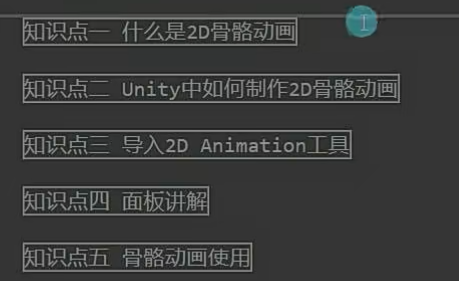 知识点一 什么是2D骨骼动画
知识点二 Unity中如何制作2D骨骼动画
知识点三 导入2D Animation工具
知识点四 面板讲解
知识点五 骨骼动画使用